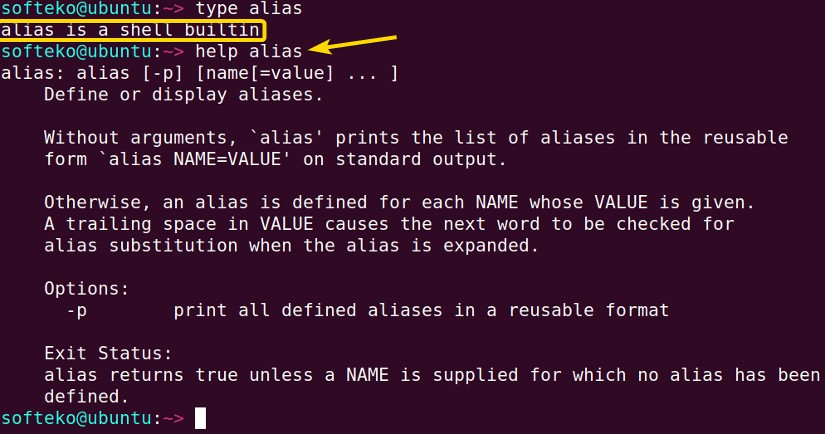 softeko@ubuntu:~> type alias
alias is a shell builtin
softeko@ubuntu:~> help alias
alias: alias [-p] [name[=value] ... ]
    Define or display aliases.

    Without arguments, `alias' prints the list of aliases in the reusable
    form `alias NAME=VALUE' on standard output.

    Otherwise, an alias is defined for each NAME whose VALUE is given.
    A trailing space in VALUE causes the next word to be checked for
    alias substitution when the alias is expanded.

    Options:
      -p        print all defined aliases in a reusable format

    Exit Status:
    alias returns true unless a NAME is supplied for which no alias has been
    defined.
softeko@ubuntu:~>